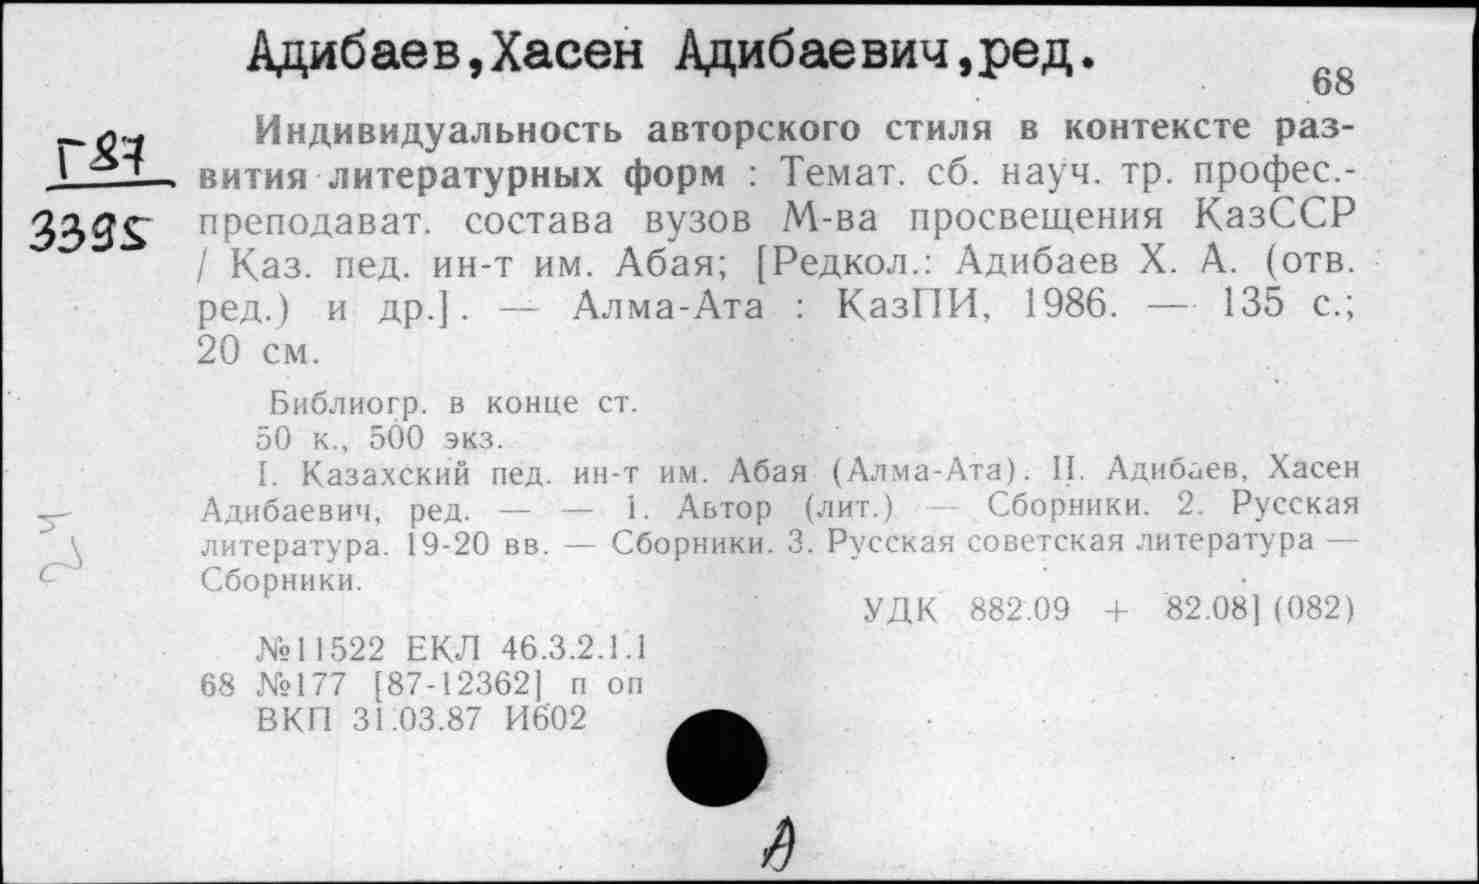 Адибаев,Хасен Адибаевич,ред.
68
Г87
3395
Индивидуальность авторского стиля в контексте раз-
вития литературных форм : Темат. сб. науч. тр. профес.-
преподават. состава вузов М-ва просвещения КазССР
/ Каз. пед. ин-т им. Абая; [Редкол.: Адибаев Х. А. (отв.
ред.) и др.]. — Алма-Ата : КазПИ, 1986. — 135 с.;
20 см.
Библиогр. в конце ст.
50 к., 500 экз.
I. Казахский пед. ин-т им. Абая (Алма-Ата). II. Адибаев, Хасен
Адибаевич, ред. — — 1. Автор (лит.) — Сборники. 2. Русская
литература. 19-20 вв. — Сборники. 3. Русская советская литература —
Сборники.
УДК 882.09 + 82.08] (082)
№11522 ЕКЛ 46.3.2.1.1
68 №177 [87-12362] п оп
ВКП 31.03.87 И602
А